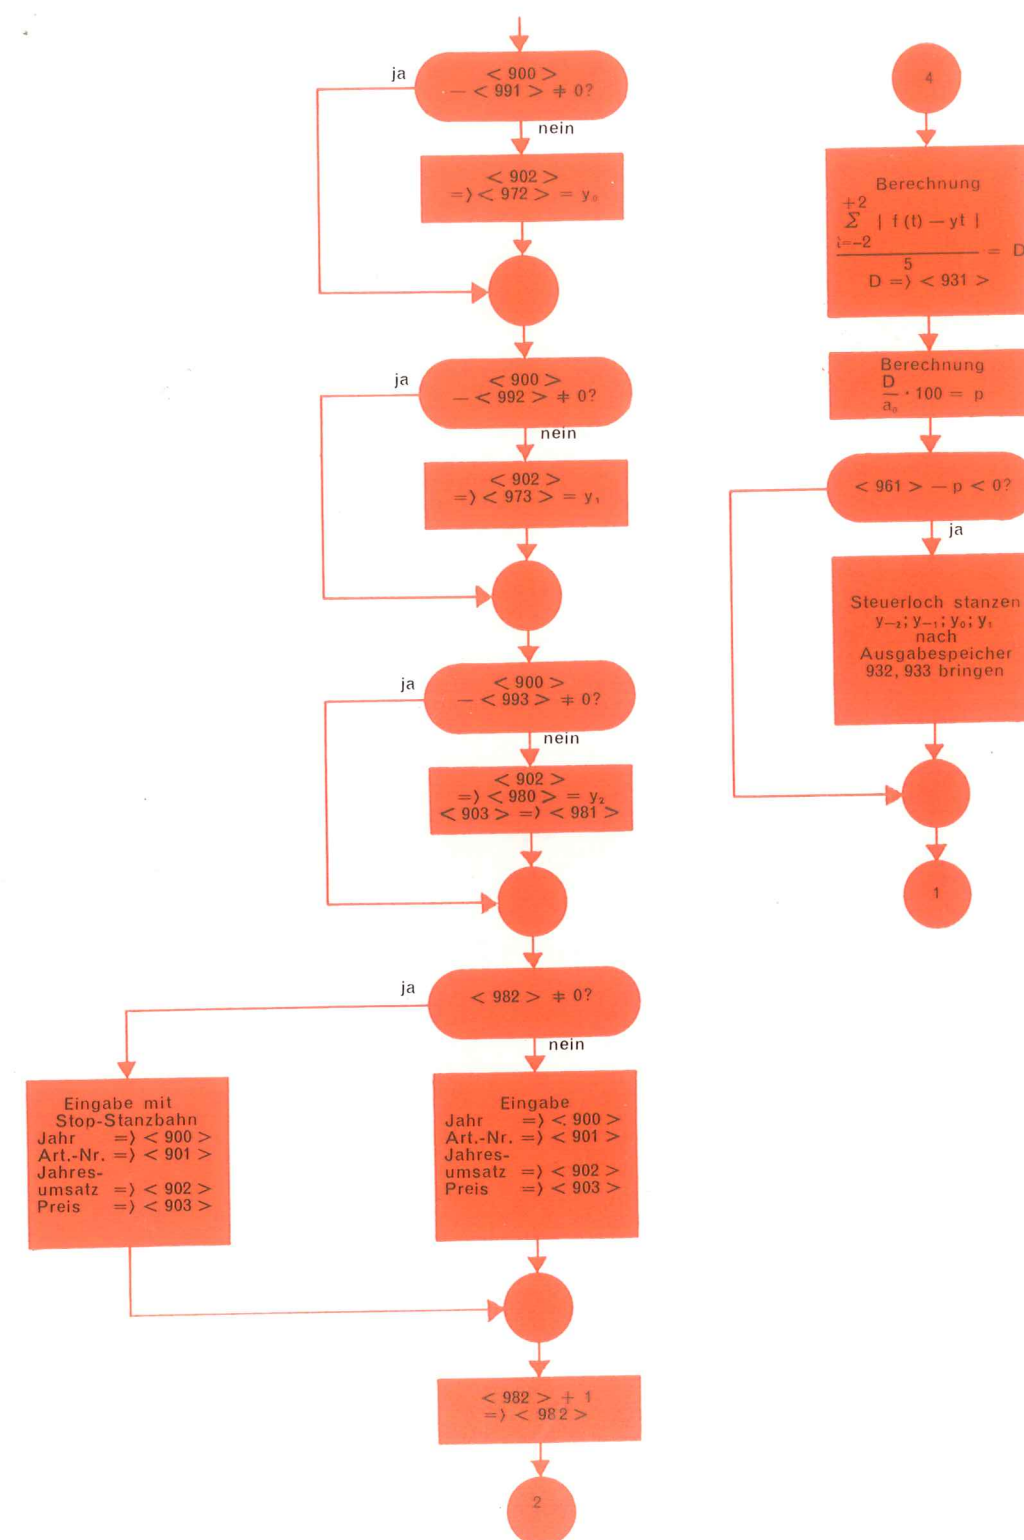 ja
< 900 >
— < 991 > ≠ 0?
nein
< 902 >
=⟩ < 972 > = y₀
ja
< 900 >
— < 992 > ≠ 0?
nein
< 902 >
=⟩ < 973 > = y₁
ja
< 900 >
— < 993 > ≠ 0?
nein
< 902 >
=⟩ < 980 > = y₂
< 903 > =⟩ < 981 >
ja
< 982 > ≠ 0?
nein
Eingabe mit
Stop-Stanzbahn
Jahr =⟩ < 900 >
Art.-Nr. =⟩ < 901 >
Jahres-
umsatz =⟩ < 902 >
Preis =⟩ < 903 >
Eingabe
Jahr =⟩ < 900 >
Art.-Nr. =⟩ < 901 >
Jahres-
umsatz =⟩ < 902 >
Preis =⟩ < 903 >
< 982 > + 1
=⟩ < 982 >
2
4
Berechnung
+2
Σ | f (t) — yt |
i=−2
5
= D
D =⟩ < 931 >
Berechnung
D
— · 100 = p
a₀
< 961 > — p < 0?
ja
Steuerloch stanzen
y₋₂; y₋₁; y₀; y₁
nach
Ausgabespeicher
932, 933 bringen
1